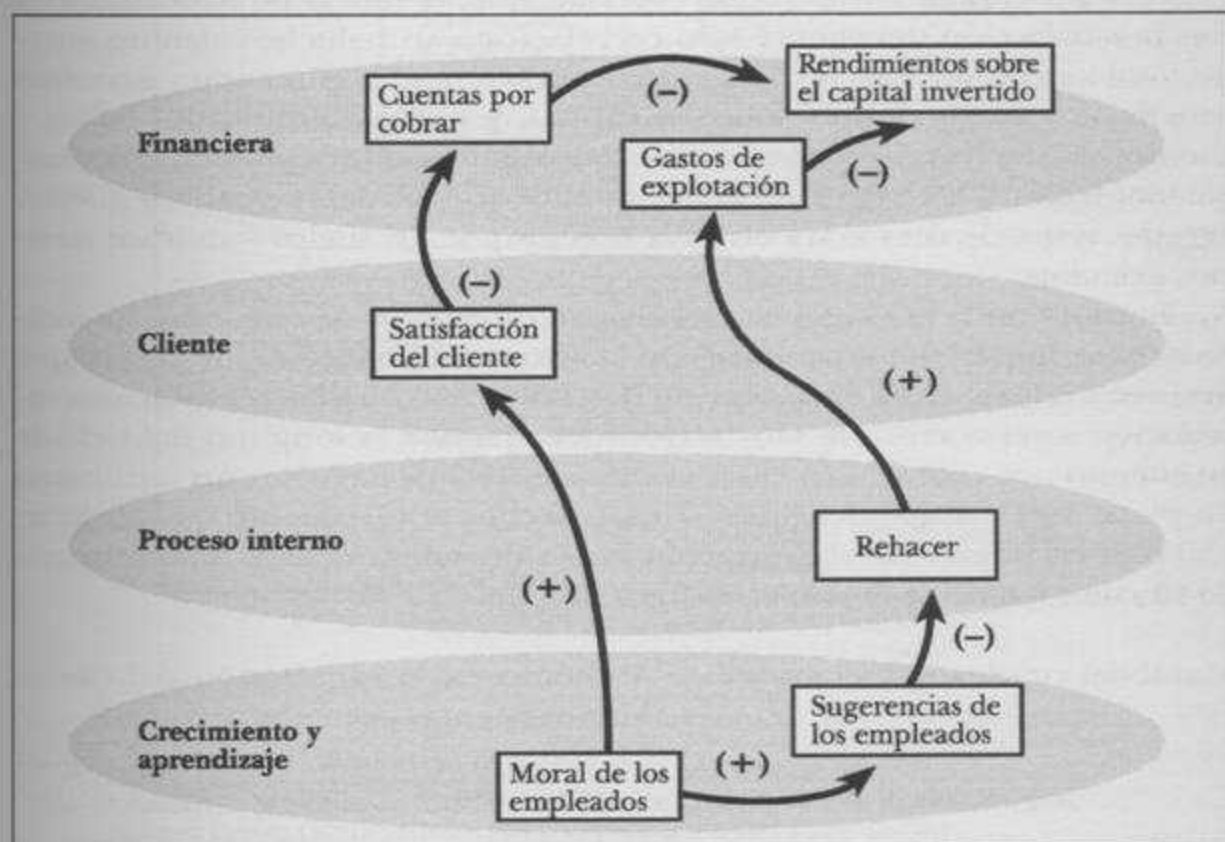 Cuentas por
cobrar
(–)
Rendimientos sobre
el capital invertido
Financiera
Gastos de
explotación
(–)
(–)
Cliente
Satisfacción
del cliente
(+)
Proceso interno
Rehacer
(+)
(–)
Crecimiento y
aprendizaje
Sugerencias de
los empleados
Moral de los
empleados
(+)